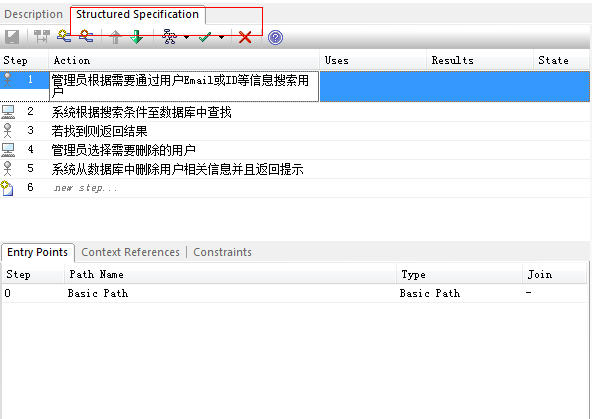 Description Structured Specification
Step Action Uses Results State
1 管理员根据需要通过用户Email或ID等信息搜索用
户
2 系统根据搜索条件至数据库中查找
3 若找到则返回结果
4 管理员选择需要删除的用户
5 系统从数据库中删除用户相关信息并且返回提示
6 new step...
Entry Points Context References Constraints
Step Path Name Type Join
0 Basic Path Basic Path -